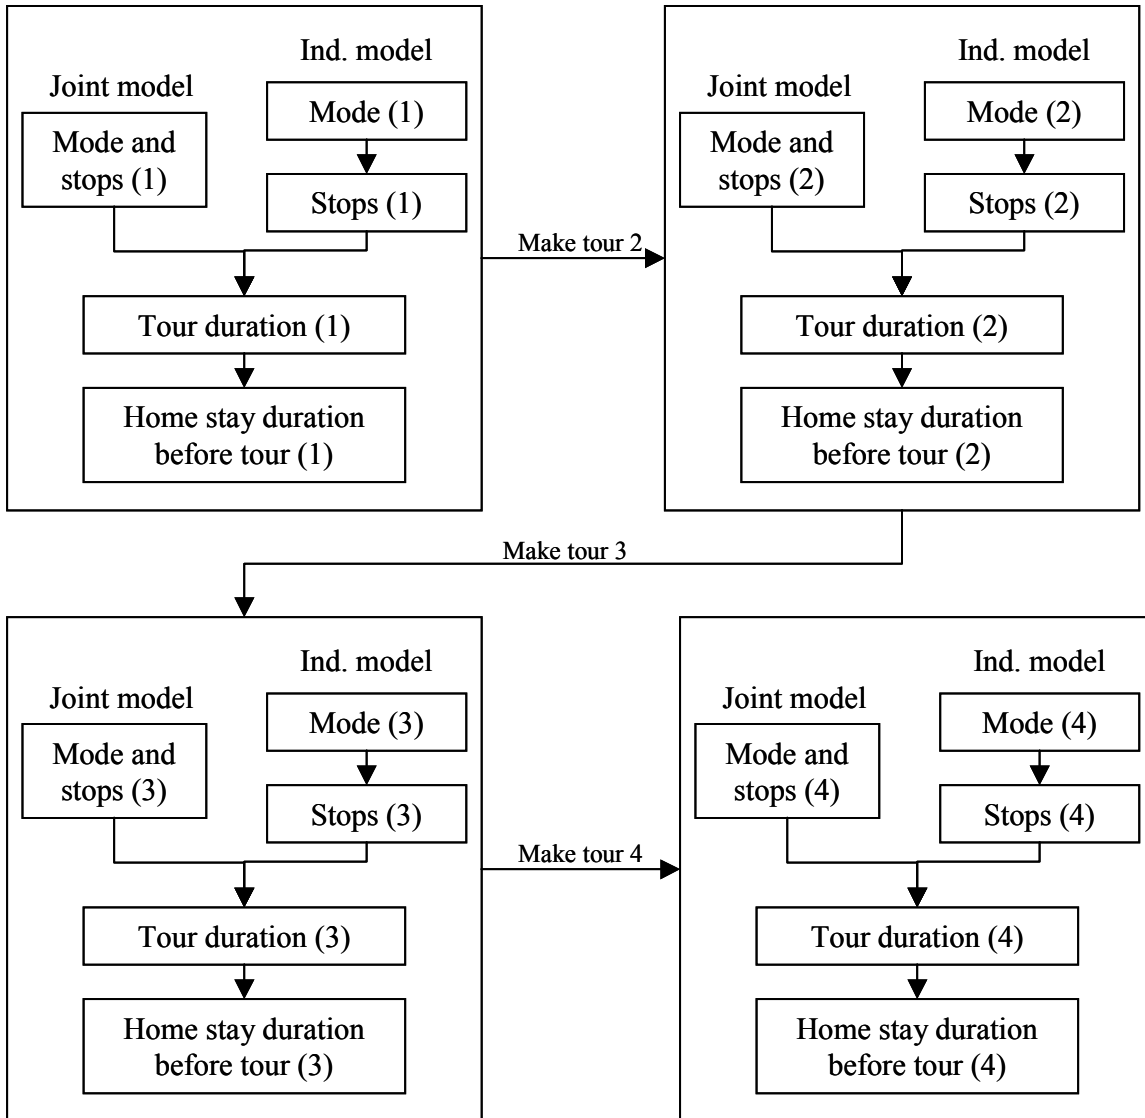 Joint model
Mode and
stops (1)
Ind. model
Mode (1)
Stops (1)
Tour duration (1)
Home stay duration
before tour (1)
Make tour 2
Joint model
Mode and
stops (2)
Ind. model
Mode (2)
Stops (2)
Tour duration (2)
Home stay duration
before tour (2)
Make tour 3
Joint model
Mode and
stops (3)
Ind. model
Mode (3)
Stops (3)
Tour duration (3)
Home stay duration
before tour (3)
Make tour 4
Joint model
Mode and
stops (4)
Ind. model
Mode (4)
Stops (4)
Tour duration (4)
Home stay duration
before tour (4)